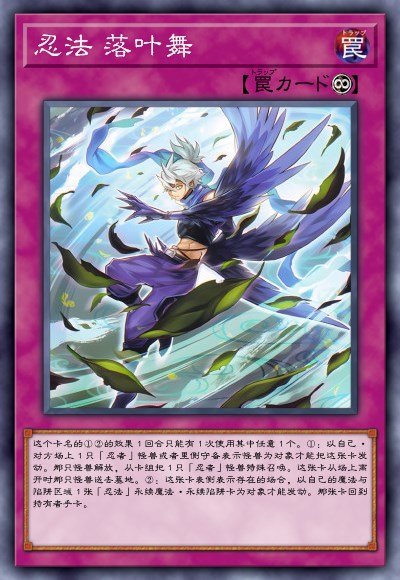 忍法 落叶舞
トラップ
罠
トラップ
【罠カード】
这个卡名的①②的效果1回合只能有1次使用其中任意1个。①：以自己·
对方场上1只「忍者」怪兽或者里侧守备表示怪兽为对象才能把这张卡发
动。那只怪兽解放，从卡组把1只「忍者」怪兽特殊召唤。这张卡从场上离
开时那只怪兽送去墓地。②：这张卡表侧表示存在的场合，以自己的魔法与
陷阱区域1张「忍法」永续魔法·永续陷阱卡为对象才能发动。那张卡回到
持有者手卡。